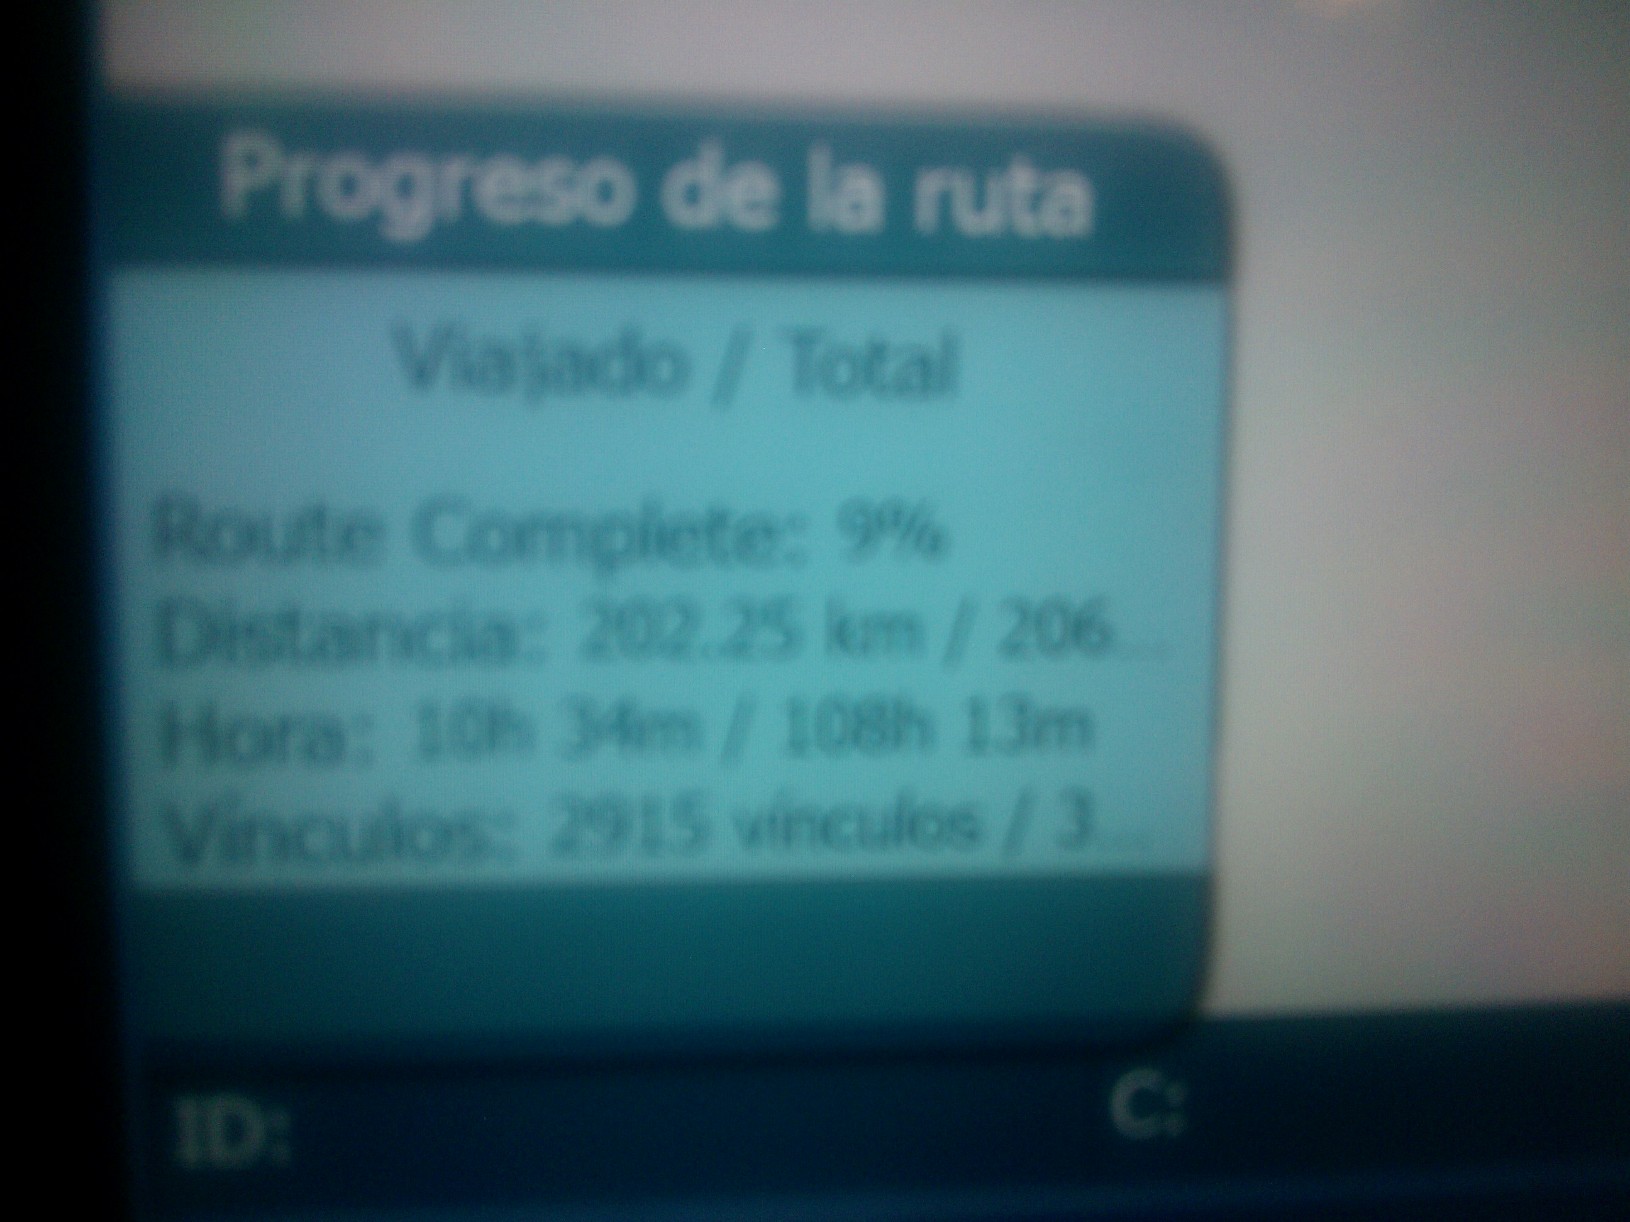 Progreso de la ruta
Viajado / Total
Route Complete: 9%
Distancia: 202.25 km / 206...
Hora: 10h 34m / 108h 13m
Vínculos: 2915 vínculos / 3...
ID:
C: